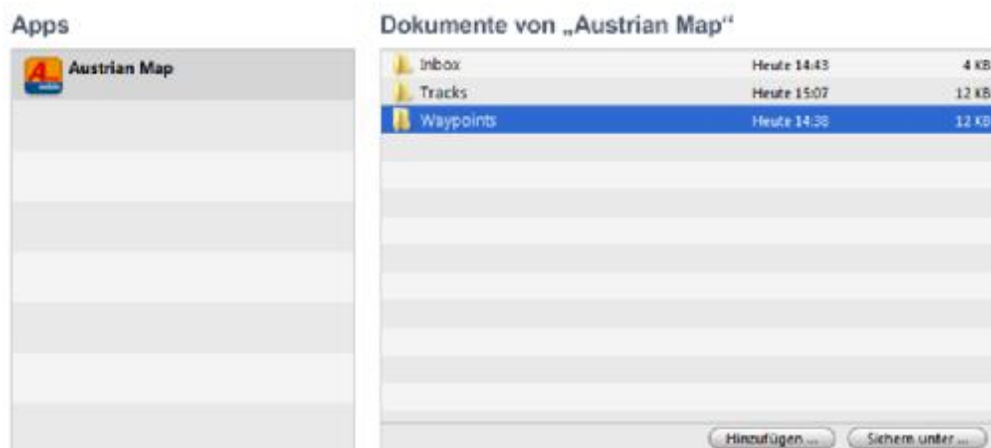 Apps
Dokumente von „Austrian Map“
Austrian Map
Inbox Heute 14:43 4 KB
Tracks Heute 15:07 12 KB
Waypoints Heute 14:38 12 KB
Hinzufügen ... Sichern unter ...